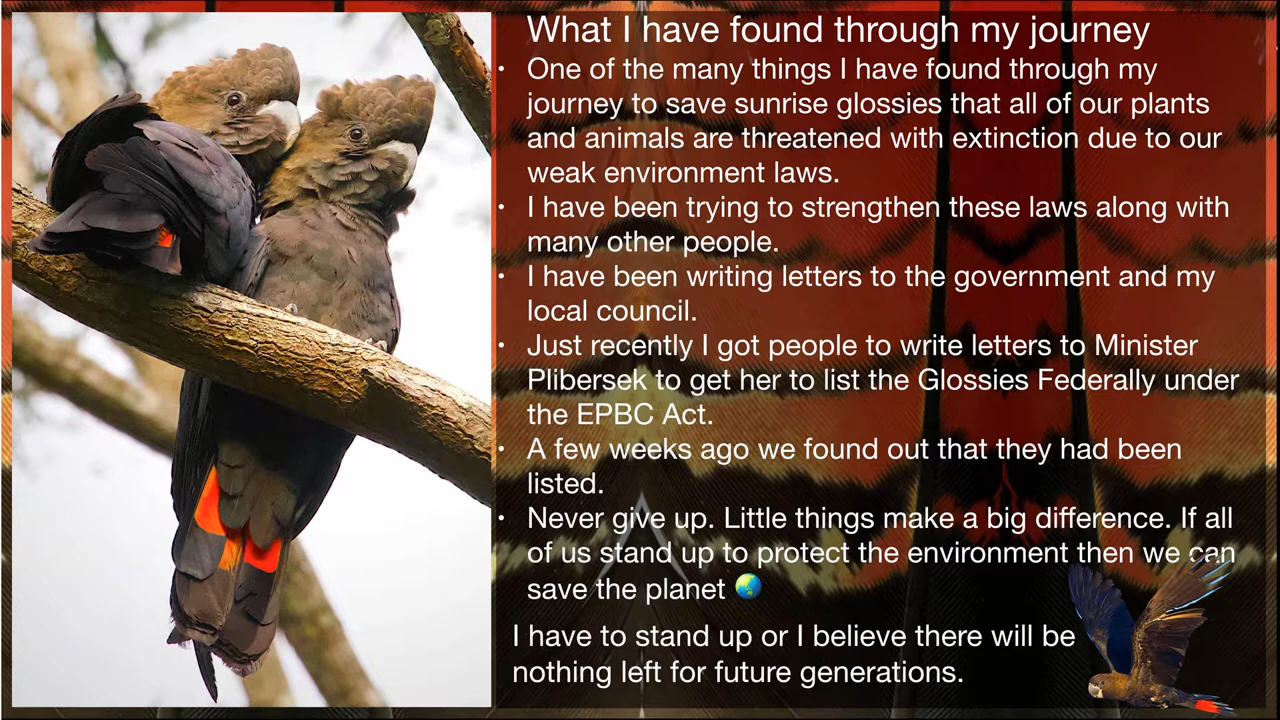 What I have found through my journey
• One of the many things I have found through my
journey to save sunrise glossies that all of our plants
and animals are threatened with extinction due to our
weak environment laws.
• I have been trying to strengthen these laws along with
many other people.
• I have been writing letters to the government and my
local council.
• Just recently I got people to write letters to Minister
Plibersek to get her to list the Glossies Federally under
the EPBC Act.
• A few weeks ago we found out that they had been
listed.
• Never give up. Little things make a big difference. If all
of us stand up to protect the environment then we can
save the planet 🌏
I have to stand up or I believe there will be
nothing left for future generations.